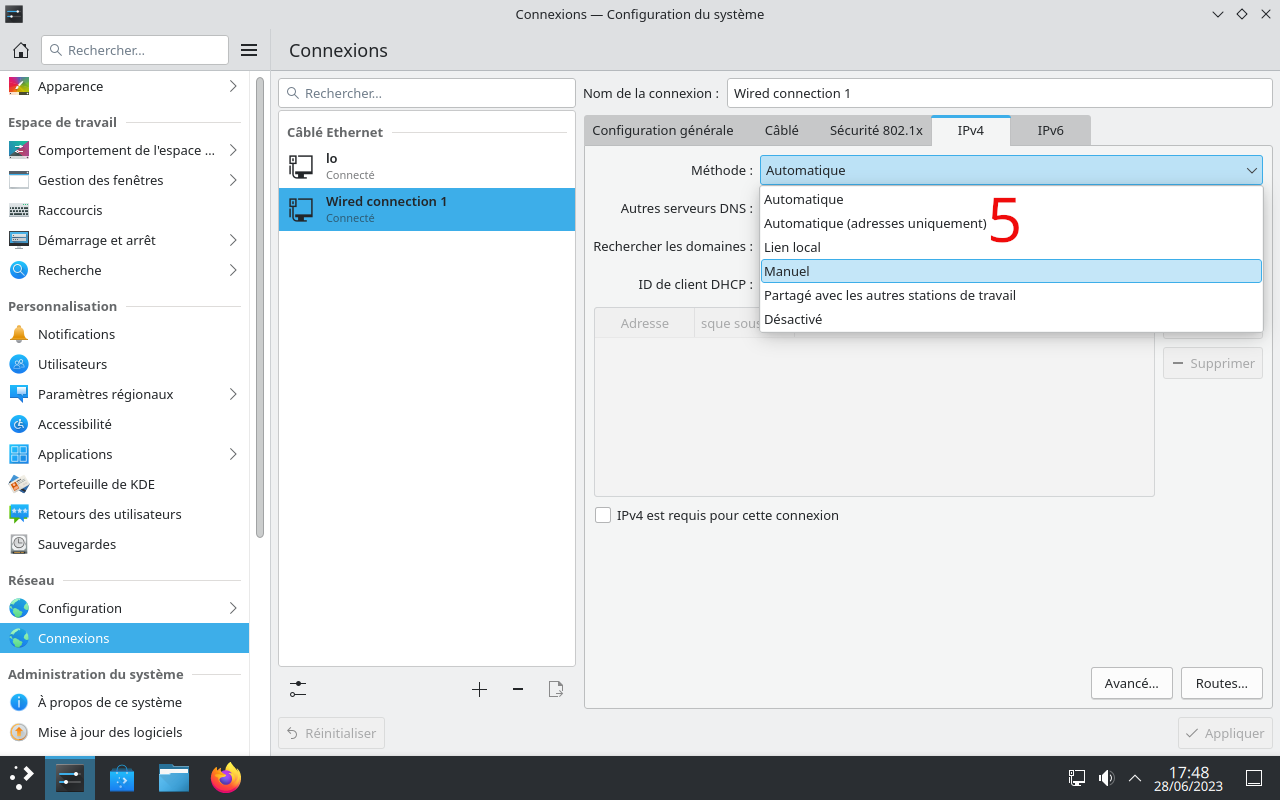 Connexions — Configuration du système
Rechercher...
Connexions
Apparence
Espace de travail
Comportement de l'espace ...
Gestion des fenêtres
Raccourcis
Démarrage et arrêt
Recherche
Personnalisation
Notifications
Utilisateurs
Paramètres régionaux
Accessibilité
Applications
Portefeuille de KDE
Retours des utilisateurs
Sauvegardes
Réseau
Configuration
Connexions
Administration du système
À propos de ce système
Mise à jour des logiciels
Rechercher...
Câblé Ethernet
lo
Connecté
Wired connection 1
Connecté
Réinitialiser
Nom de la connexion : Wired connection 1
Configuration générale Câblé Sécurité 802.1x IPv4 IPv6
Méthode : Automatique
Autres serveurs DNS :
Rechercher les domaines :
ID de client DHCP :
Automatique
Automatique (adresses uniquement)
5
Lien local
Manuel
Partagé avec les autres stations de travail
Désactivé
Adresse sque sous
Supprimer
IPv4 est requis pour cette connexion
Avancé... Routes...
Appliquer
17:48
28/06/2023